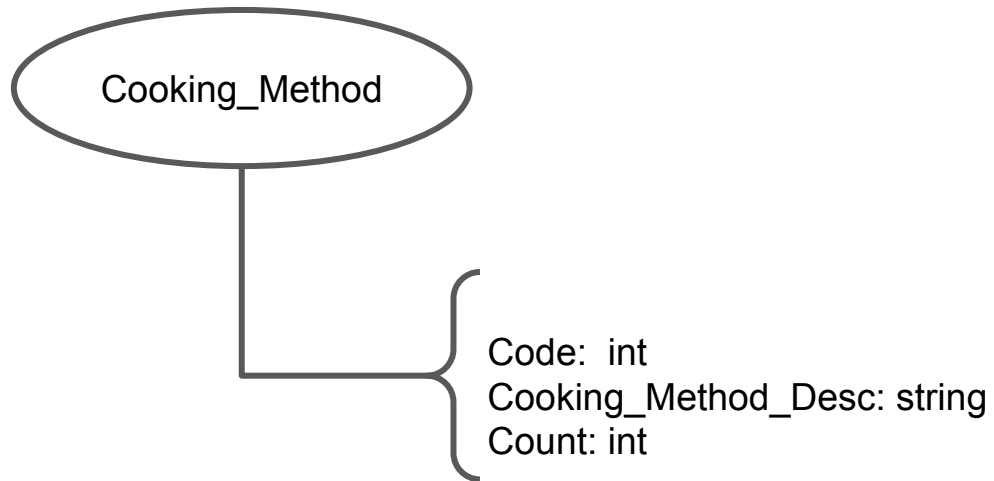 Cooking_Method
Code:  int
Cooking_Method_Desc: string
Count: int